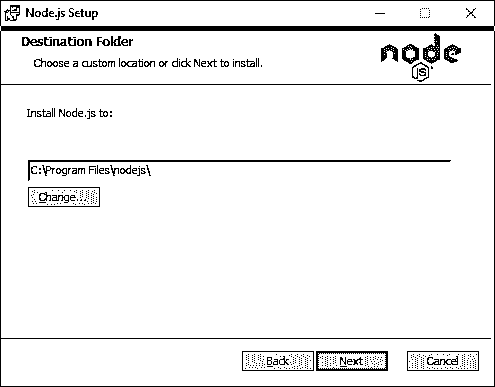 Node.js Setup
Destination Folder
Choose a custom location or click Next to install.
node
JS
Install Node.js to:
C:\Program Files\nodejs\
Change...
Back
Next
Cancel